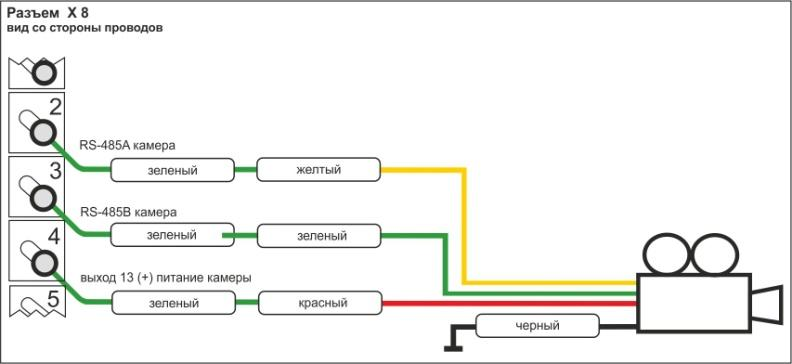 Разъем X 8
вид со стороны проводов
2
RS-485A камера
зеленый
желтый
3
RS-485B камера
зеленый
зеленый
4
выход 13 (+) питание камеры
5
зеленый
красный
черный